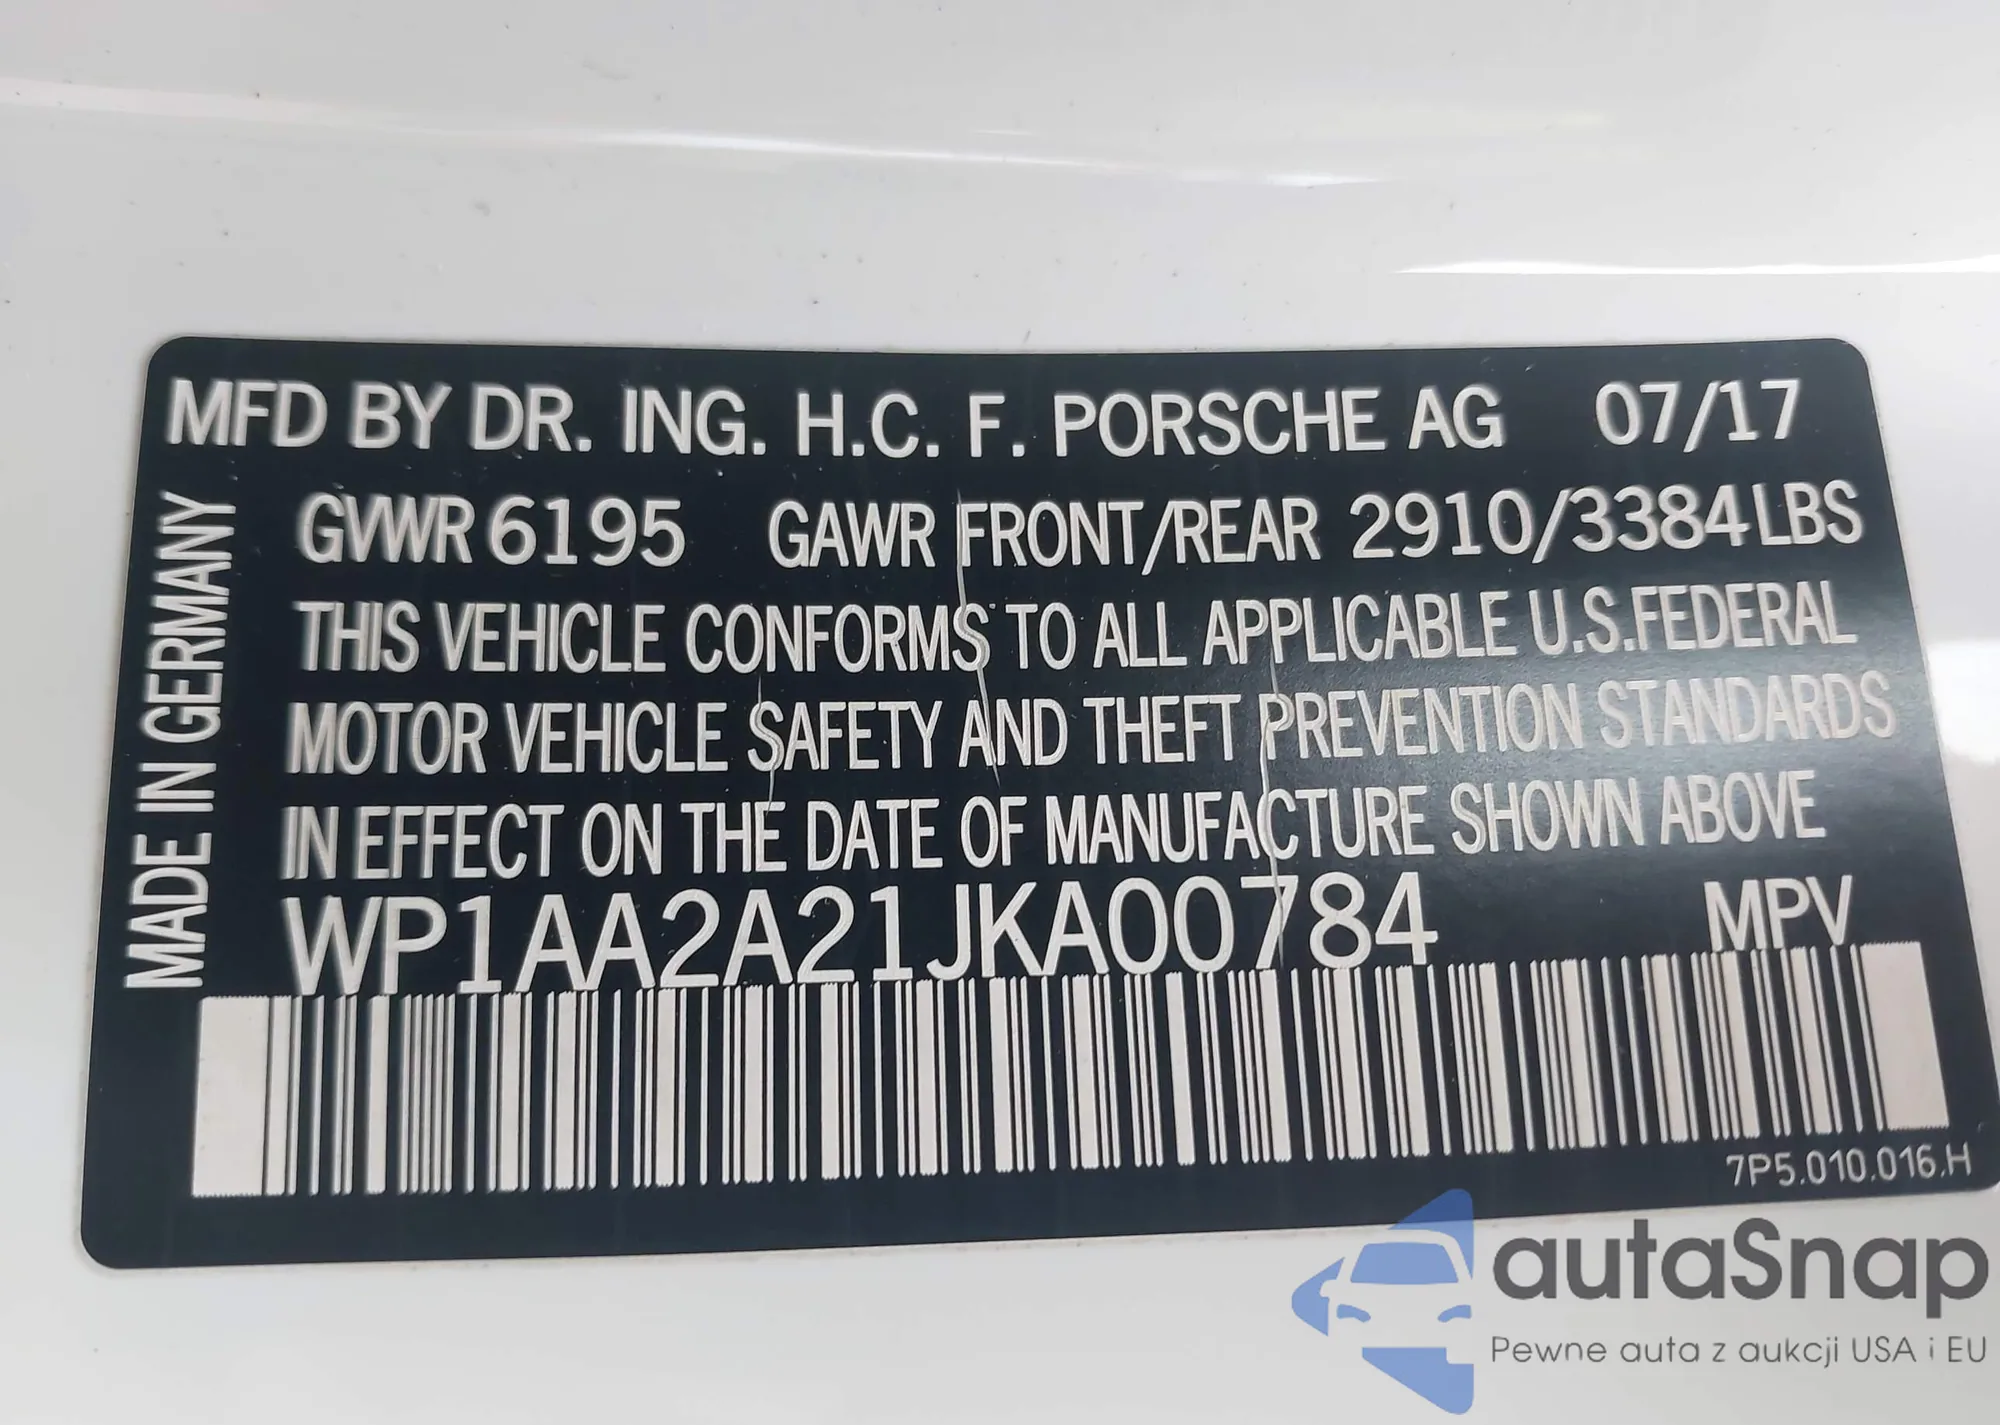 MFD BY DR. ING. H.C. F. PORSCHE AG 07/17
MADE IN GERMANY
GVWR 6195 GAWR FRONT/REAR 2910/3384LBS
THIS VEHICLE CONFORMS TO ALL APPLICABLE U.S.FEDERAL
MOTOR VEHICLE SAFETY AND THEFT PREVENTION STANDARDS
IN EFFECT ON THE DATE OF MANUFACTURE SHOWN ABOVE
WP1AA2A21JKA00784 MPV
7P5.010.016.H
autaSnap
Pewne auta z aukcji USA i EU